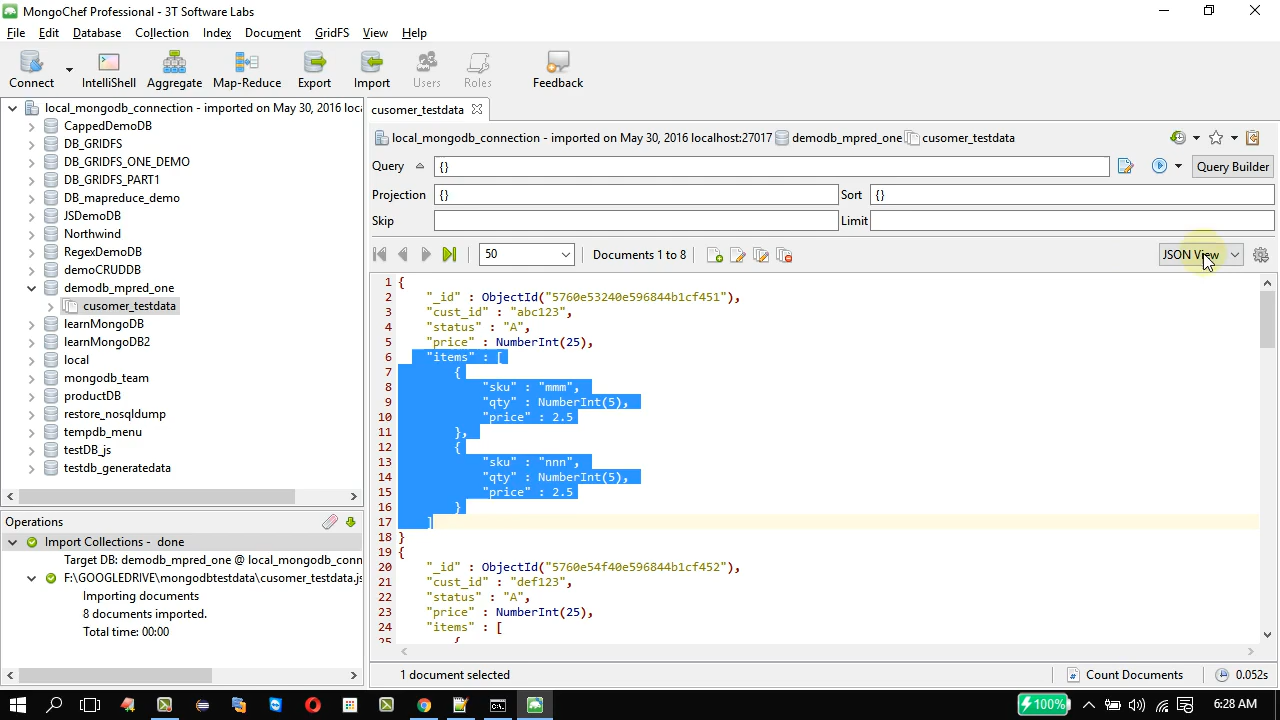 MongoChef Professional - 3T Software Labs
File Edit Database Collection Index Document GridFS View Help
Connect IntelliShell Aggregate Map-Reduce Export Import Users Roles Feedback
local_mongodb_connection - imported on May 30, 2016 loc
CappedDemoDB
DB_GRIDFS
DB_GRIDFS_ONE_DEMO
DB_GRIDFS_PART1
DB_mapreduce_demo
JSDemoDB
Northwind
RegexDemoDB
demoCRUDDB
demodb_mpred_one
cusomer_testdata
learnMongoDB
learnMongoDB2
local
mongodb_team
productDB
restore_nosqldump
tempdb_menu
testDB_js
testdb_generatedata
Operations
Import Collections - done
Target DB: demodb_mpred_one @ local_mongodb_conn
F:\GOOGLEDRIVE\mongodbtestdata\cusomer_testdata.js
Importing documents
8 documents imported.
Total time: 00:00
cusomer_testdata
local_mongodb_connection - imported on May 30, 2016 localhost:27017 demodb_mpred_one cusomer_testdata
Query {} Query Builder
Projection {} Sort {}
Skip Limit
50 Documents 1 to 8 JSON View
1 {
2 "_id" : ObjectId("5760e53240e596844b1cf451"),
3 "cust_id" : "abc123",
4 "status" : "A",
5 "price" : NumberInt(25),
6 "items" : [
7 {
8 "sku" : "mmm",
9 "qty" : NumberInt(5),
10 "price" : 2.5
11 },
12 {
13 "sku" : "nnn",
14 "qty" : NumberInt(5),
15 "price" : 2.5
16 }
17 ]
18 }
19 {
20 "_id" : ObjectId("5760e54f40e596844b1cf452"),
21 "cust_id" : "def123",
22 "status" : "A",
23 "price" : NumberInt(25),
24 "items" : [
25 {
1 document selected Count Documents 0.052s
100% 6:28 AM